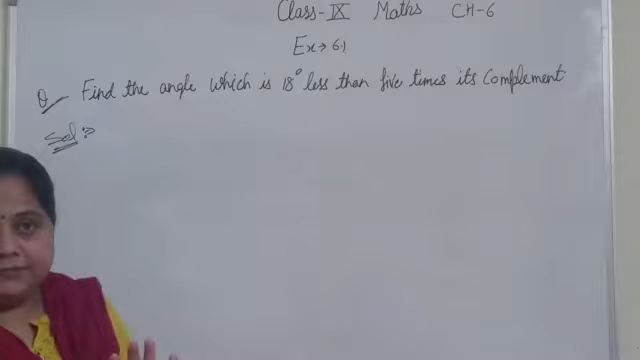 Class-IX Maths CH-6
Ex→ 6.1
Q Find the angle which is 18° less than five times its Complement
Sol: